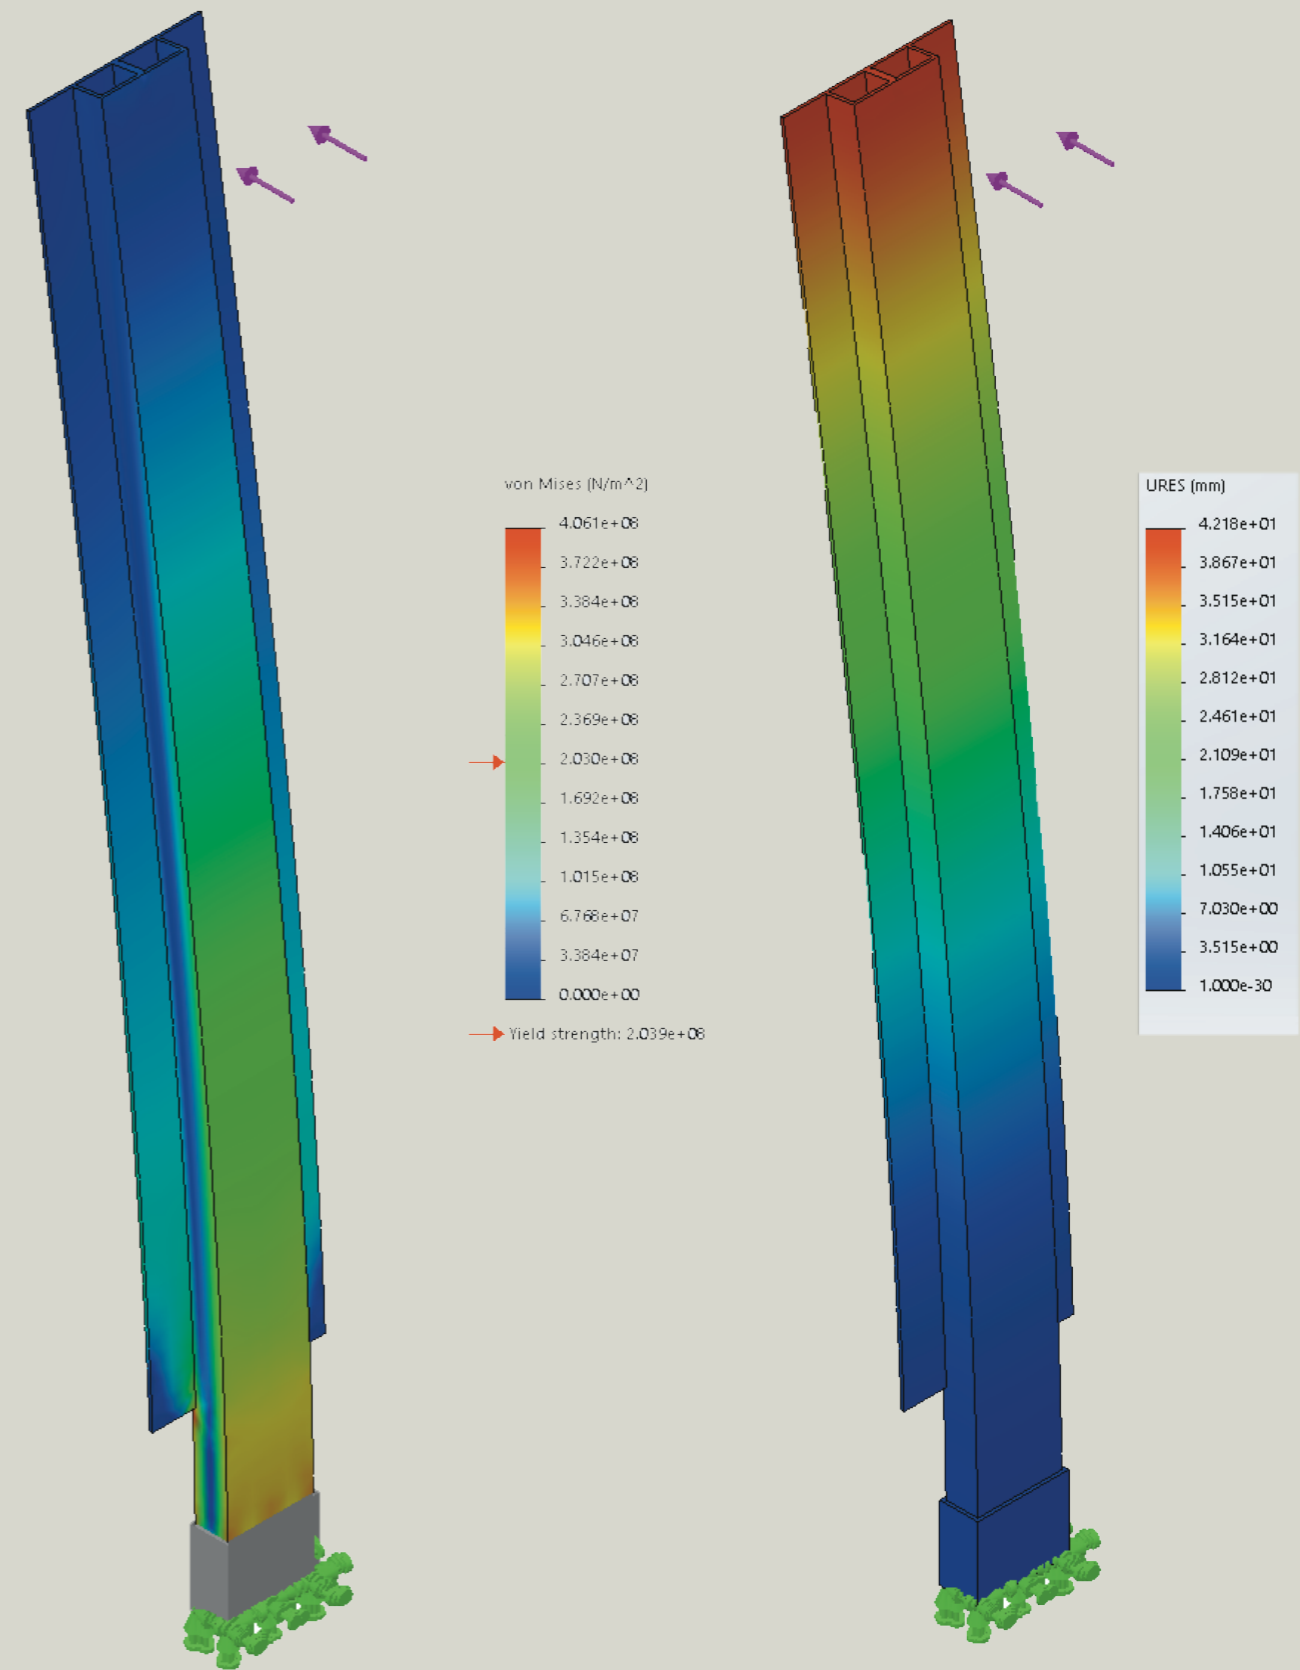 von Mises (N/m^2)
4.061e+08
3.722e+08
3.384e+08
3.046e+08
2.707e+08
2.369e+08
2.030e+08
1.692e+08
1.354e+08
1.015e+08
6.768e+07
3.384e+07
0.000e+00
Yield strength: 2.039e+08
URES (mm)
4.218e+01
3.867e+01
3.515e+01
3.164e+01
2.812e+01
2.461e+01
2.109e+01
1.758e+01
1.406e+01
1.055e+01
7.030e+00
3.515e+00
1.000e-30